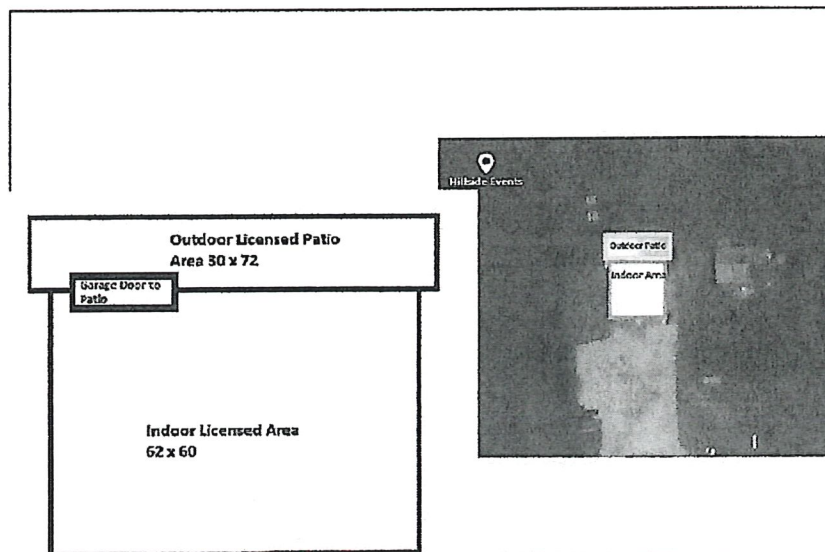 Outdoor Licensed Patio
Area 30 x 72
Garage Door to
Patio
Indoor Licensed Area
62 x 60
Hillside Events
Outdoor Patio
Indoor Area